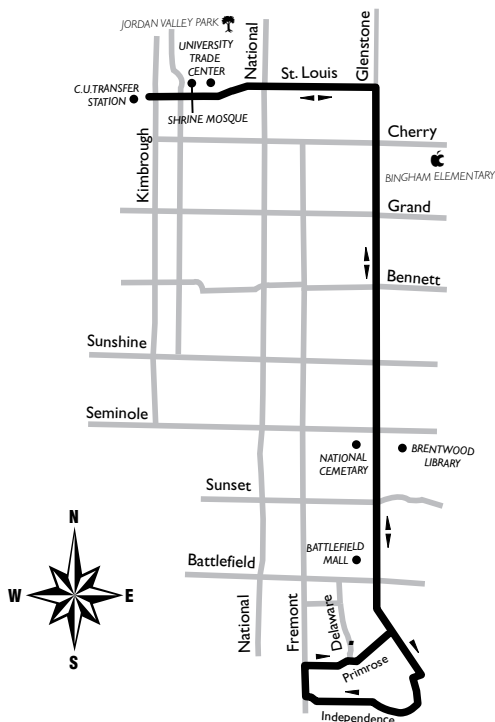 JORDAN VALLEY PARK
UNIVERSITY
TRADE
CENTER
National
Glenstone
St. Louis
C.U. TRANSFER
STATION
SHRINE MOSQUE
Kimbrough
Cherry
BINGHAM ELEMENTARY
Grand
Bennett
Sunshine
Seminole
NATIONAL
CEMETARY
BRENTWOOD
LIBRARY
Sunset
BATTLEFIELD
MALL
Battlefield
N
W
E
S
National
Fremont
Delaware
Primrose
Independence